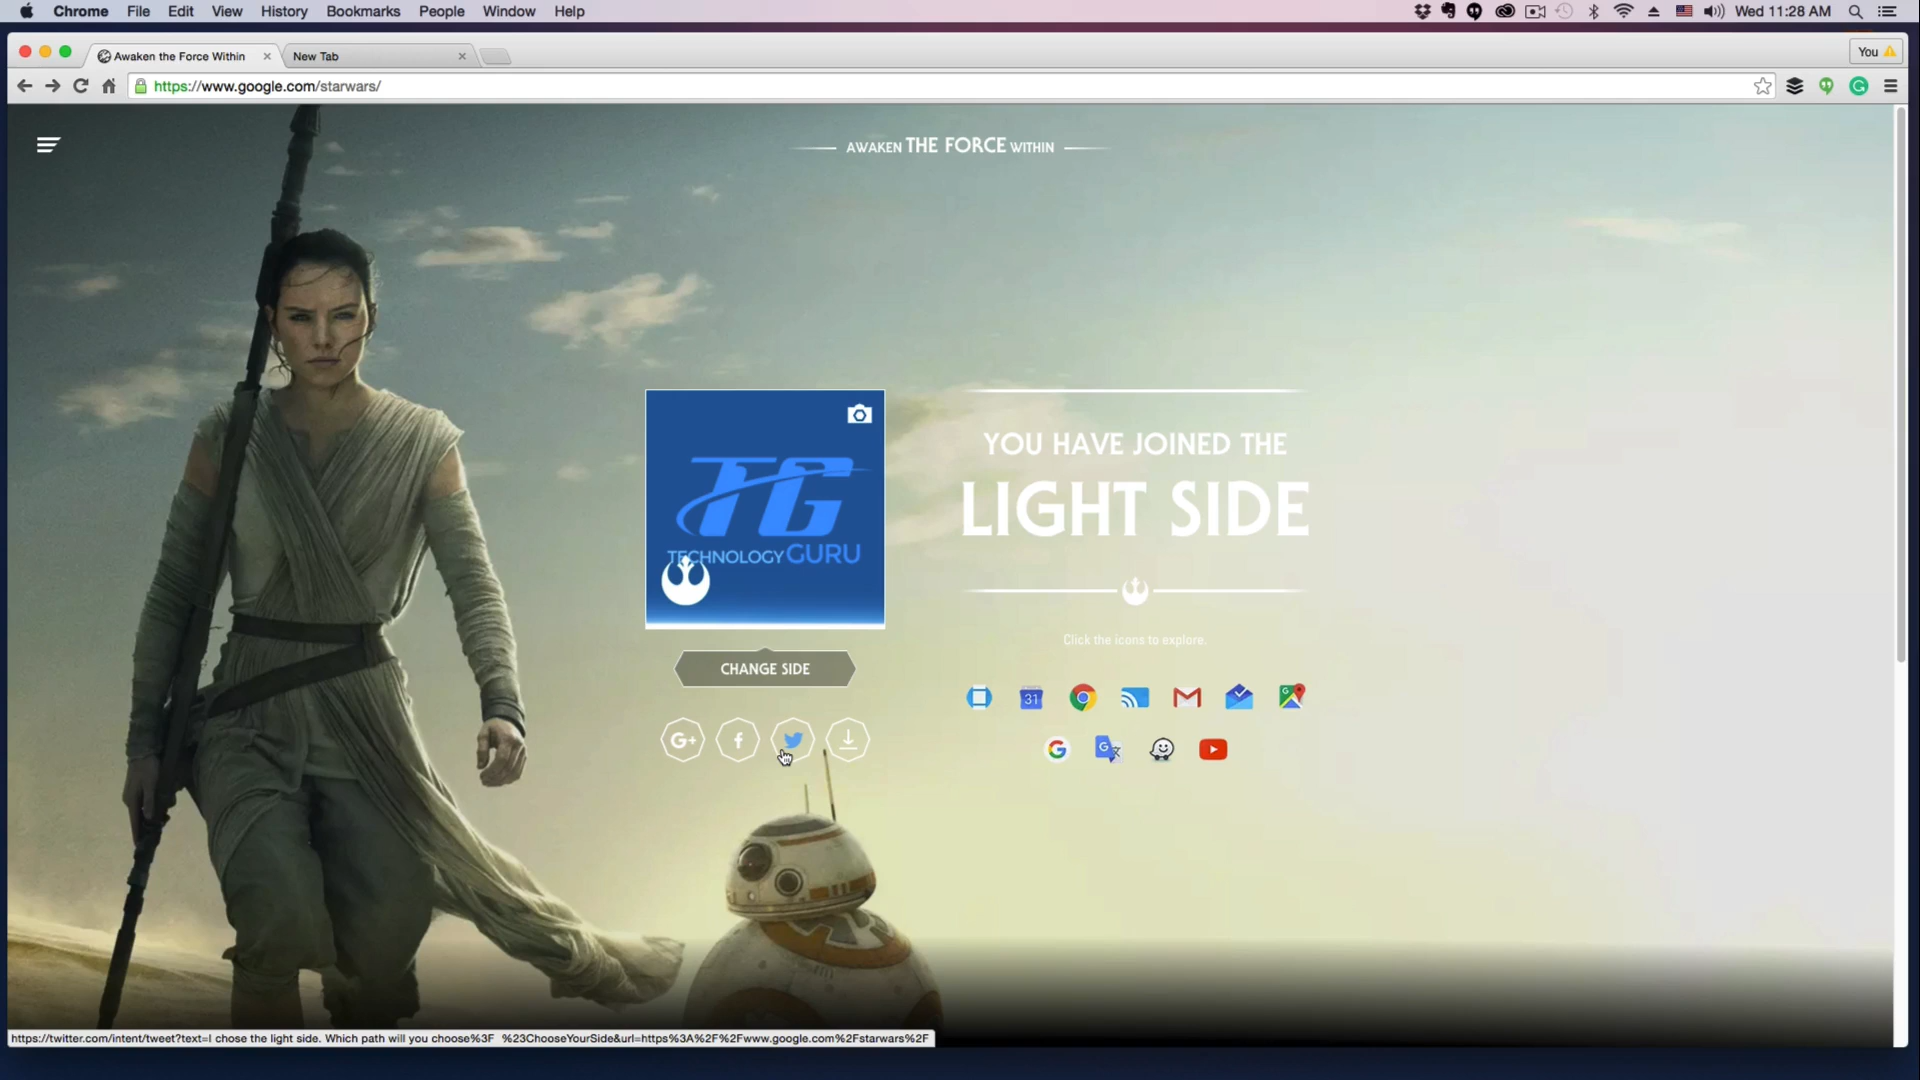 Chrome File Edit View History Bookmarks People Window Help
Wed 11:28 AM
Awaken the Force Within
New Tab
You
https://www.google.com/starwars/
AWAKEN THE FORCE WITHIN
TG
TECHNOLOGY GURU
CHANGE SIDE
G+ f
YOU HAVE JOINED THE
LIGHT SIDE
Click the icons to explore.
31
https://twitter.com/intent/tweet?text=I chose the light side. Which path will you choose%3F %23ChooseYourSide&url=https%3A%2F%2Fwww.google.com%2Fstarwars%2F